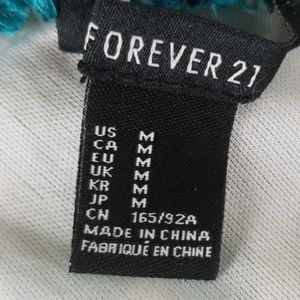 FOREVER 21
US M
CA M
EU M
UK M
KR M
JP M
CN 165/92A
MADE IN CHINA
FABRIQUÉ EN CHINE